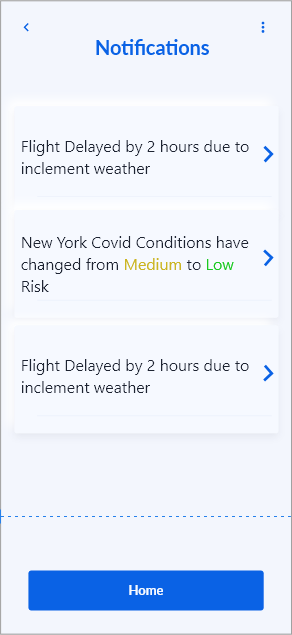 Notifications
Flight Delayed by 2 hours due to
inclement weather
New York Covid Conditions have
changed from Medium to Low
Risk
Flight Delayed by 2 hours due to
inclement weather
Home